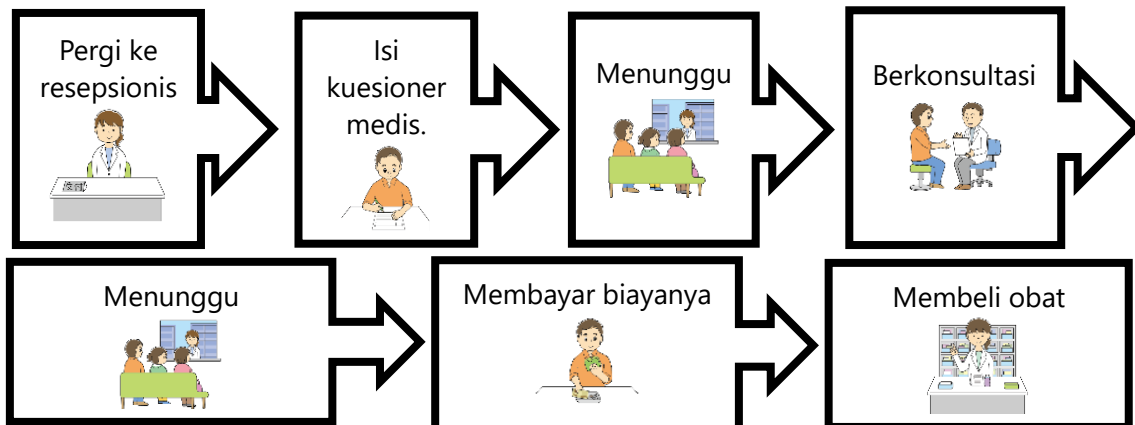 Pergi ke
resepsionis
Isi
kuesioner
medis.
Menunggu
Berkonsultasi
Menunggu
Membayar biayanya
Membeli obat